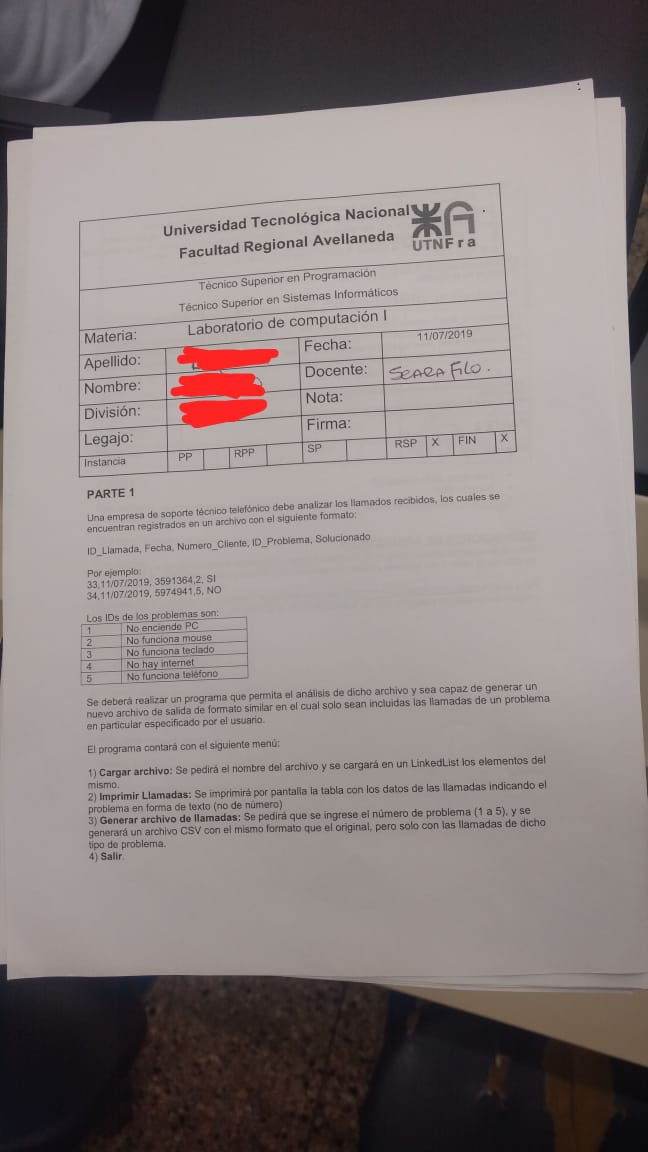 Universidad Tecnológica Nacional
Facultad Regional Avellaneda
UTNFra
Técnico Superior en Programación
Técnico Superior en Sistemas Informáticos
Materia: Laboratorio de computación I
Apellido: Fecha: 11/07/2019
Nombre: Docente: SCARAFILO.
División: Nota:
Legajo: Firma:
Instancia PP RPP SP RSP X FIN X
PARTE 1
Una empresa de soporte técnico telefónico debe analizar los llamados recibidos, los cuales se
encuentran registrados en un archivo con el siguiente formato:
ID_Llamada, Fecha, Numero_Cliente, ID_Problema, Solucionado
Por ejemplo:
33,11/07/2019, 3591364,2, SI
34,11/07/2019, 5974941,5, NO
Los IDs de los problemas son:
1 No enciende PC
2 No funciona mouse
3 No funciona teclado
4 No hay internet
5 No funciona teléfono
Se deberá realizar un programa que permita el análisis de dicho archivo y sea capaz de generar un
nuevo archivo de salida de formato similar en el cual solo sean incluidas las llamadas de un problema
en particular especificado por el usuario.
El programa contará con el siguiente menú:
1) Cargar archivo: Se pedirá el nombre del archivo y se cargará en un LinkedList los elementos del
mismo.
2) Imprimir Llamadas: Se imprimirá por pantalla la tabla con los datos de las llamadas indicando el
problema en forma de texto (no de número)
3) Generar archivo de llamadas: Se pedirá que se ingrese el número de problema (1 a 5), y se
generará un archivo CSV con el mismo formato que el original, pero solo con las llamadas de dicho
tipo de problema.
4) Salir.